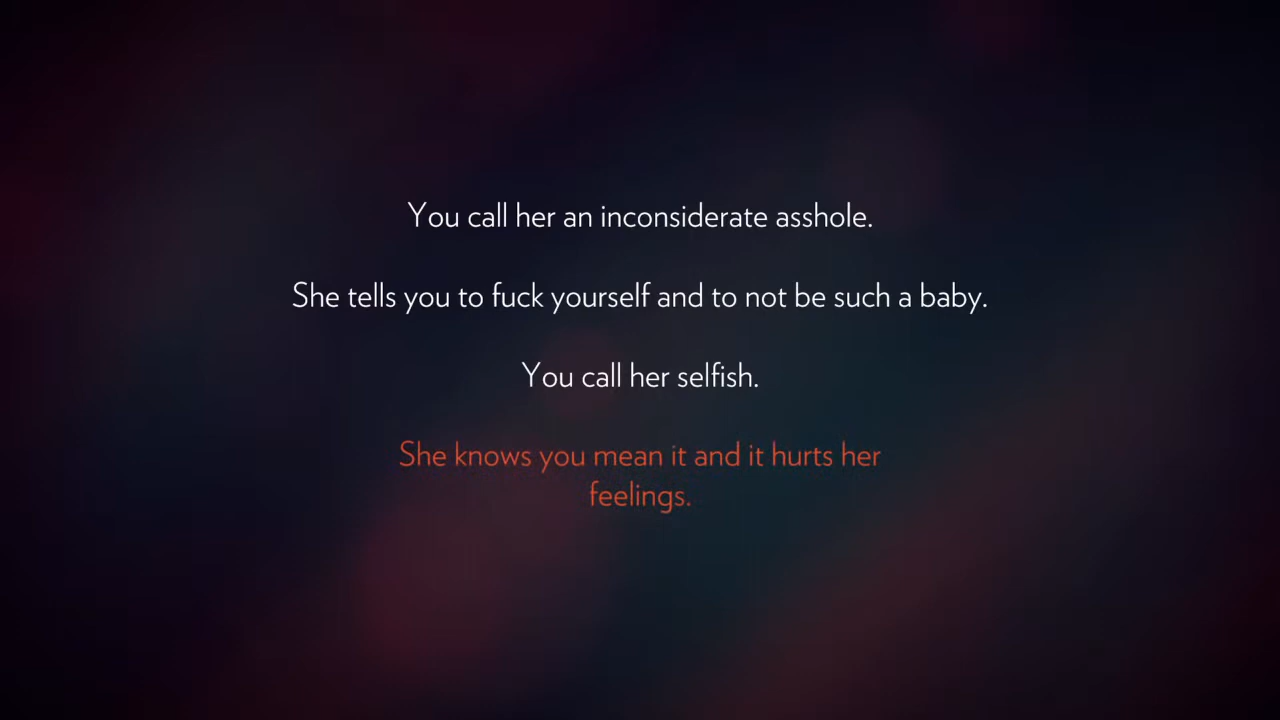 You call her an inconsiderate asshole.
She tells you to fuck yourself and to not be such a baby.
You call her selfish.
She knows you mean it and it hurts her
feelings.